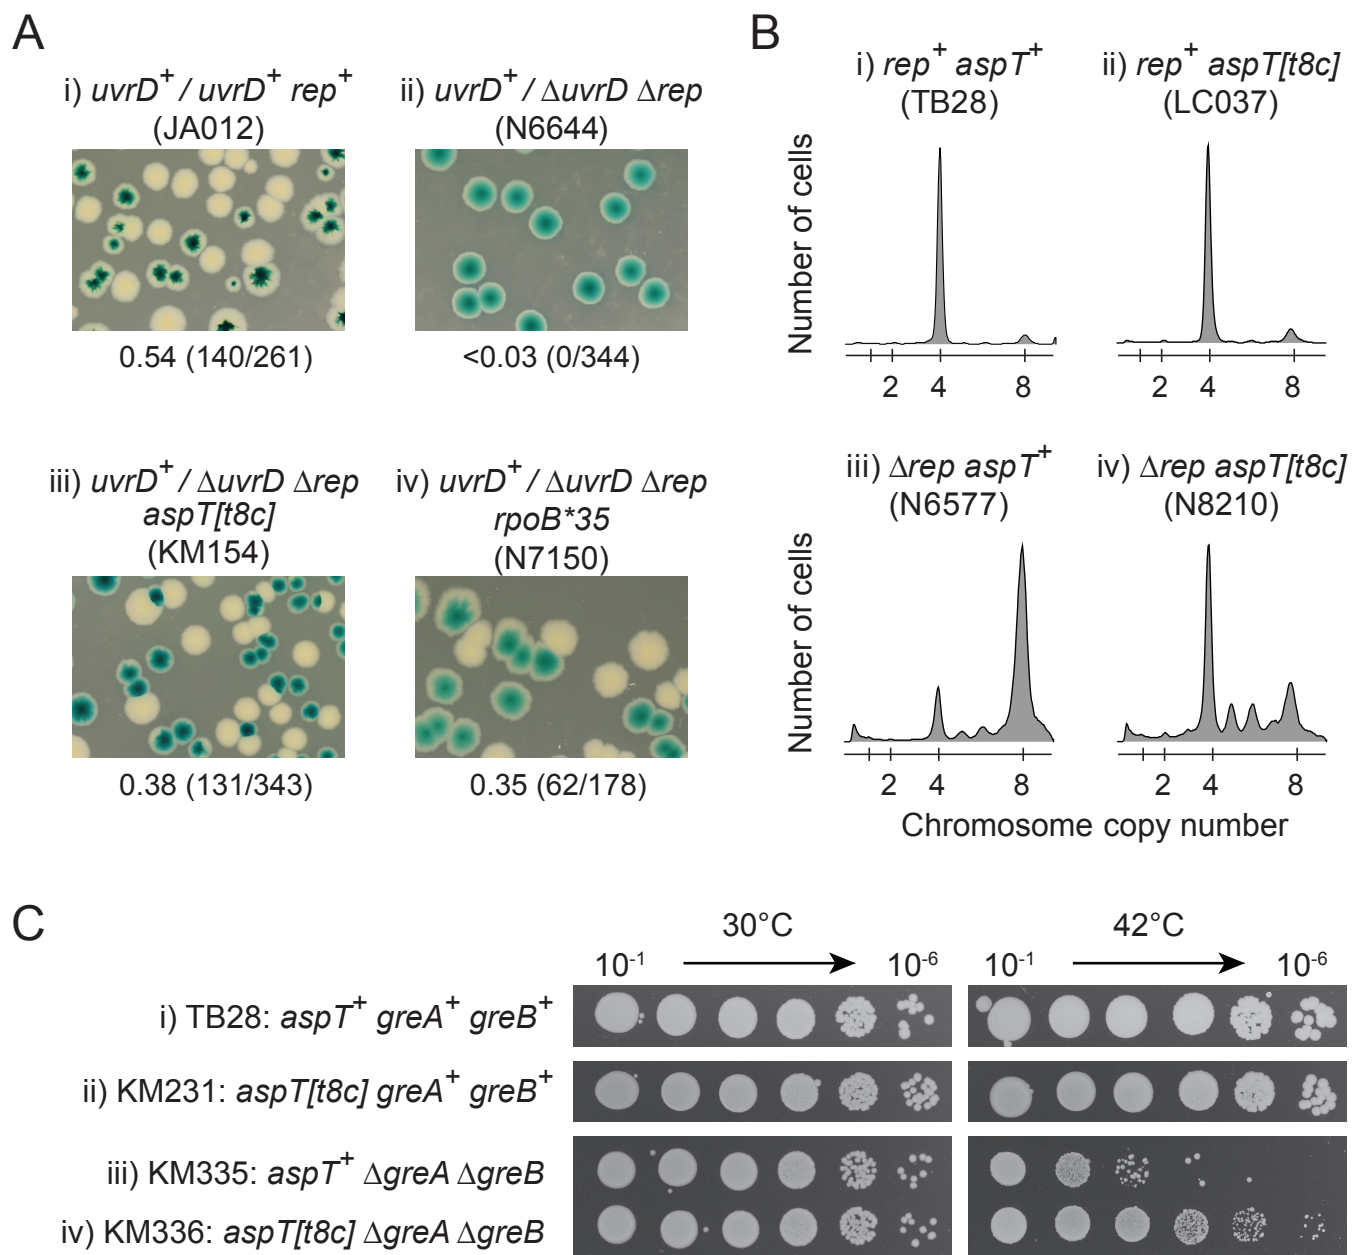 A
i) uvrD⁺ / uvrD⁺ rep⁺
(JA012)
0.54 (140/261)
ii) uvrD⁺ / ΔuvrD Δrep
(N6644)
<0.03 (0/344)
iii) uvrD⁺ / ΔuvrD Δrep
aspT[t8c]
(KM154)
0.38 (131/343)
iv) uvrD⁺ / ΔuvrD Δrep
rpoB*35
(N7150)
0.35 (62/178)
B
i) rep⁺ aspT⁺
(TB28)
Number of cells
2 4 8
ii) rep⁺ aspT[t8c]
(LC037)
2 4 8
iii) Δrep aspT⁺
(N6577)
Number of cells
2 4 8
iv) Δrep aspT[t8c]
(N8210)
2 4 8
Chromosome copy number
C
30°C 42°C
10⁻¹ 10⁻⁶ 10⁻¹ 10⁻⁶
i) TB28: aspT⁺ greA⁺ greB⁺
ii) KM231: aspT[t8c] greA⁺ greB⁺
iii) KM335: aspT⁺ ΔgreA ΔgreB
iv) KM336: aspT[t8c] ΔgreA ΔgreB